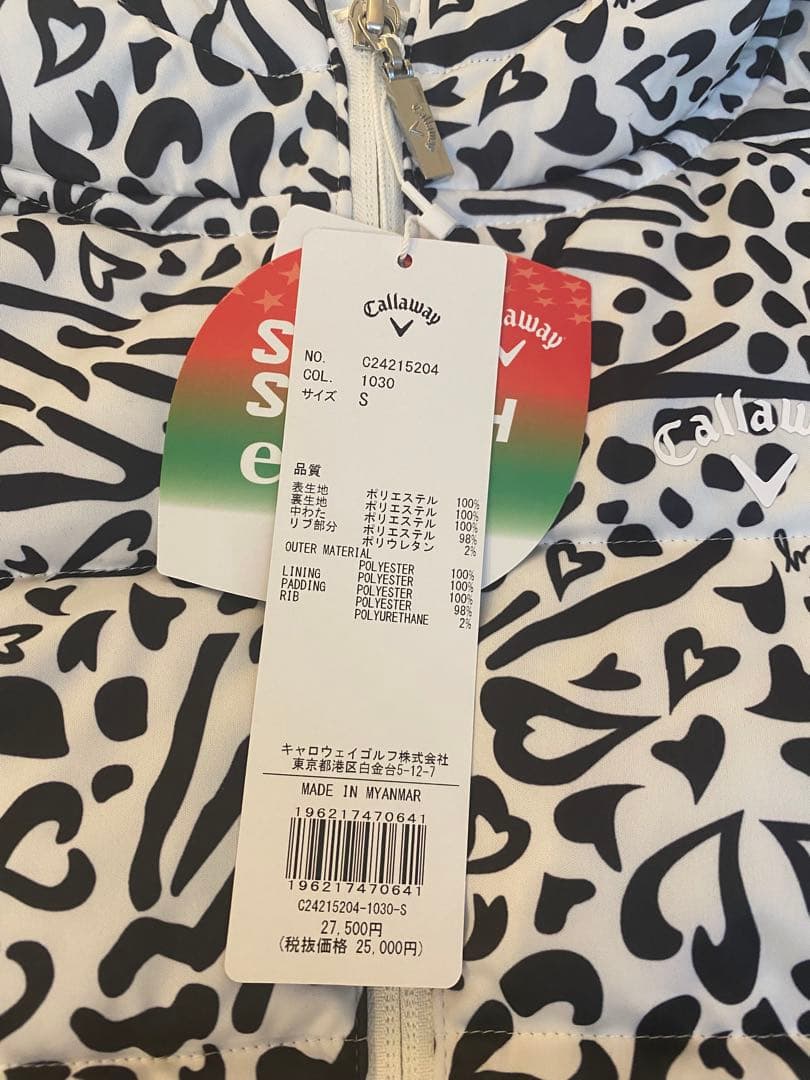 Callaway
Callaway
NO. C24215204
COL. 1030
サイズ S
品質
表生地 ポリエステル 100%
裏生地 ポリエステル 100%
中わた ポリエステル 100%
リブ部分 ポリエステル 98%
ポリウレタン 2%
OUTER MATERIAL
POLYESTER 100%
LINING POLYESTER 100%
PADDING POLYESTER 100%
RIB POLYESTER 98%
POLYURETHANE 2%
キャロウェイゴルフ株式会社
東京都港区白金台5-12-7
MADE IN MYANMAR
196217470641
196217470641
C24215204-1030-S
27,500円
(税抜価格 25,000円)
Callaway